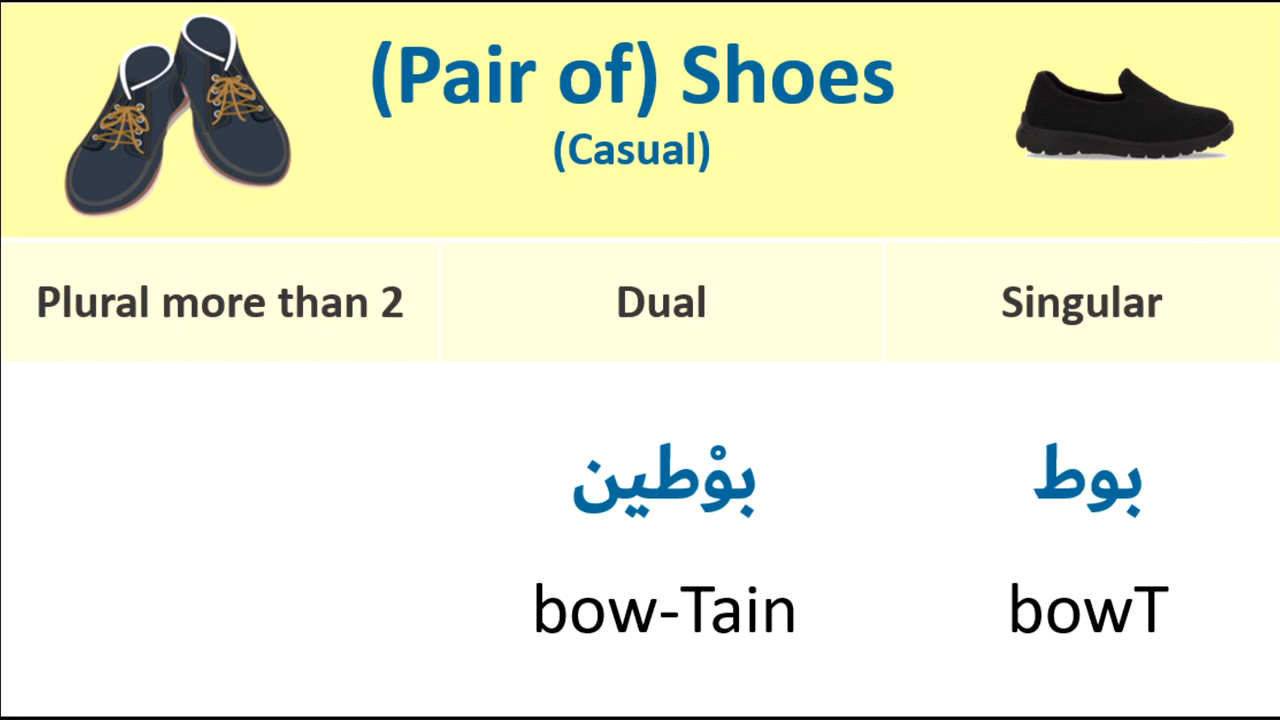 (Pair of) Shoes
(Casual)
Plural more than 2 Dual Singular
بوْطين بوط
bow-Tain bowT